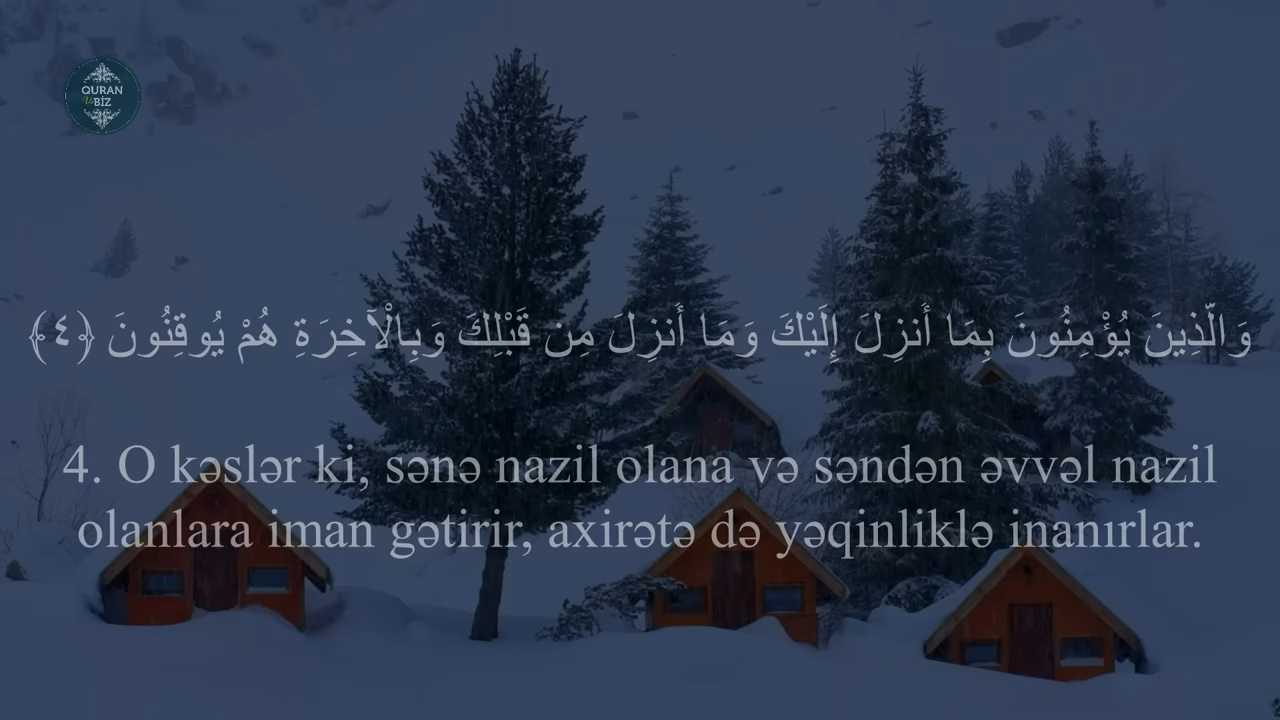 QURAN
Və
BİZ
وَالَّذِينَ يُؤْمِنُونَ بِمَا أُنزِلَ إِلَيْكَ وَمَا أُنزِلَ مِن قَبْلِكَ وَبِالْآخِرَةِ هُمْ يُوقِنُونَ ﴿٤﴾
4. O kəslər ki, sənə nazil olana və səndən əvvəl nazil
olanlara iman gətirir, axirətə də yəqinliklə inanırlar.